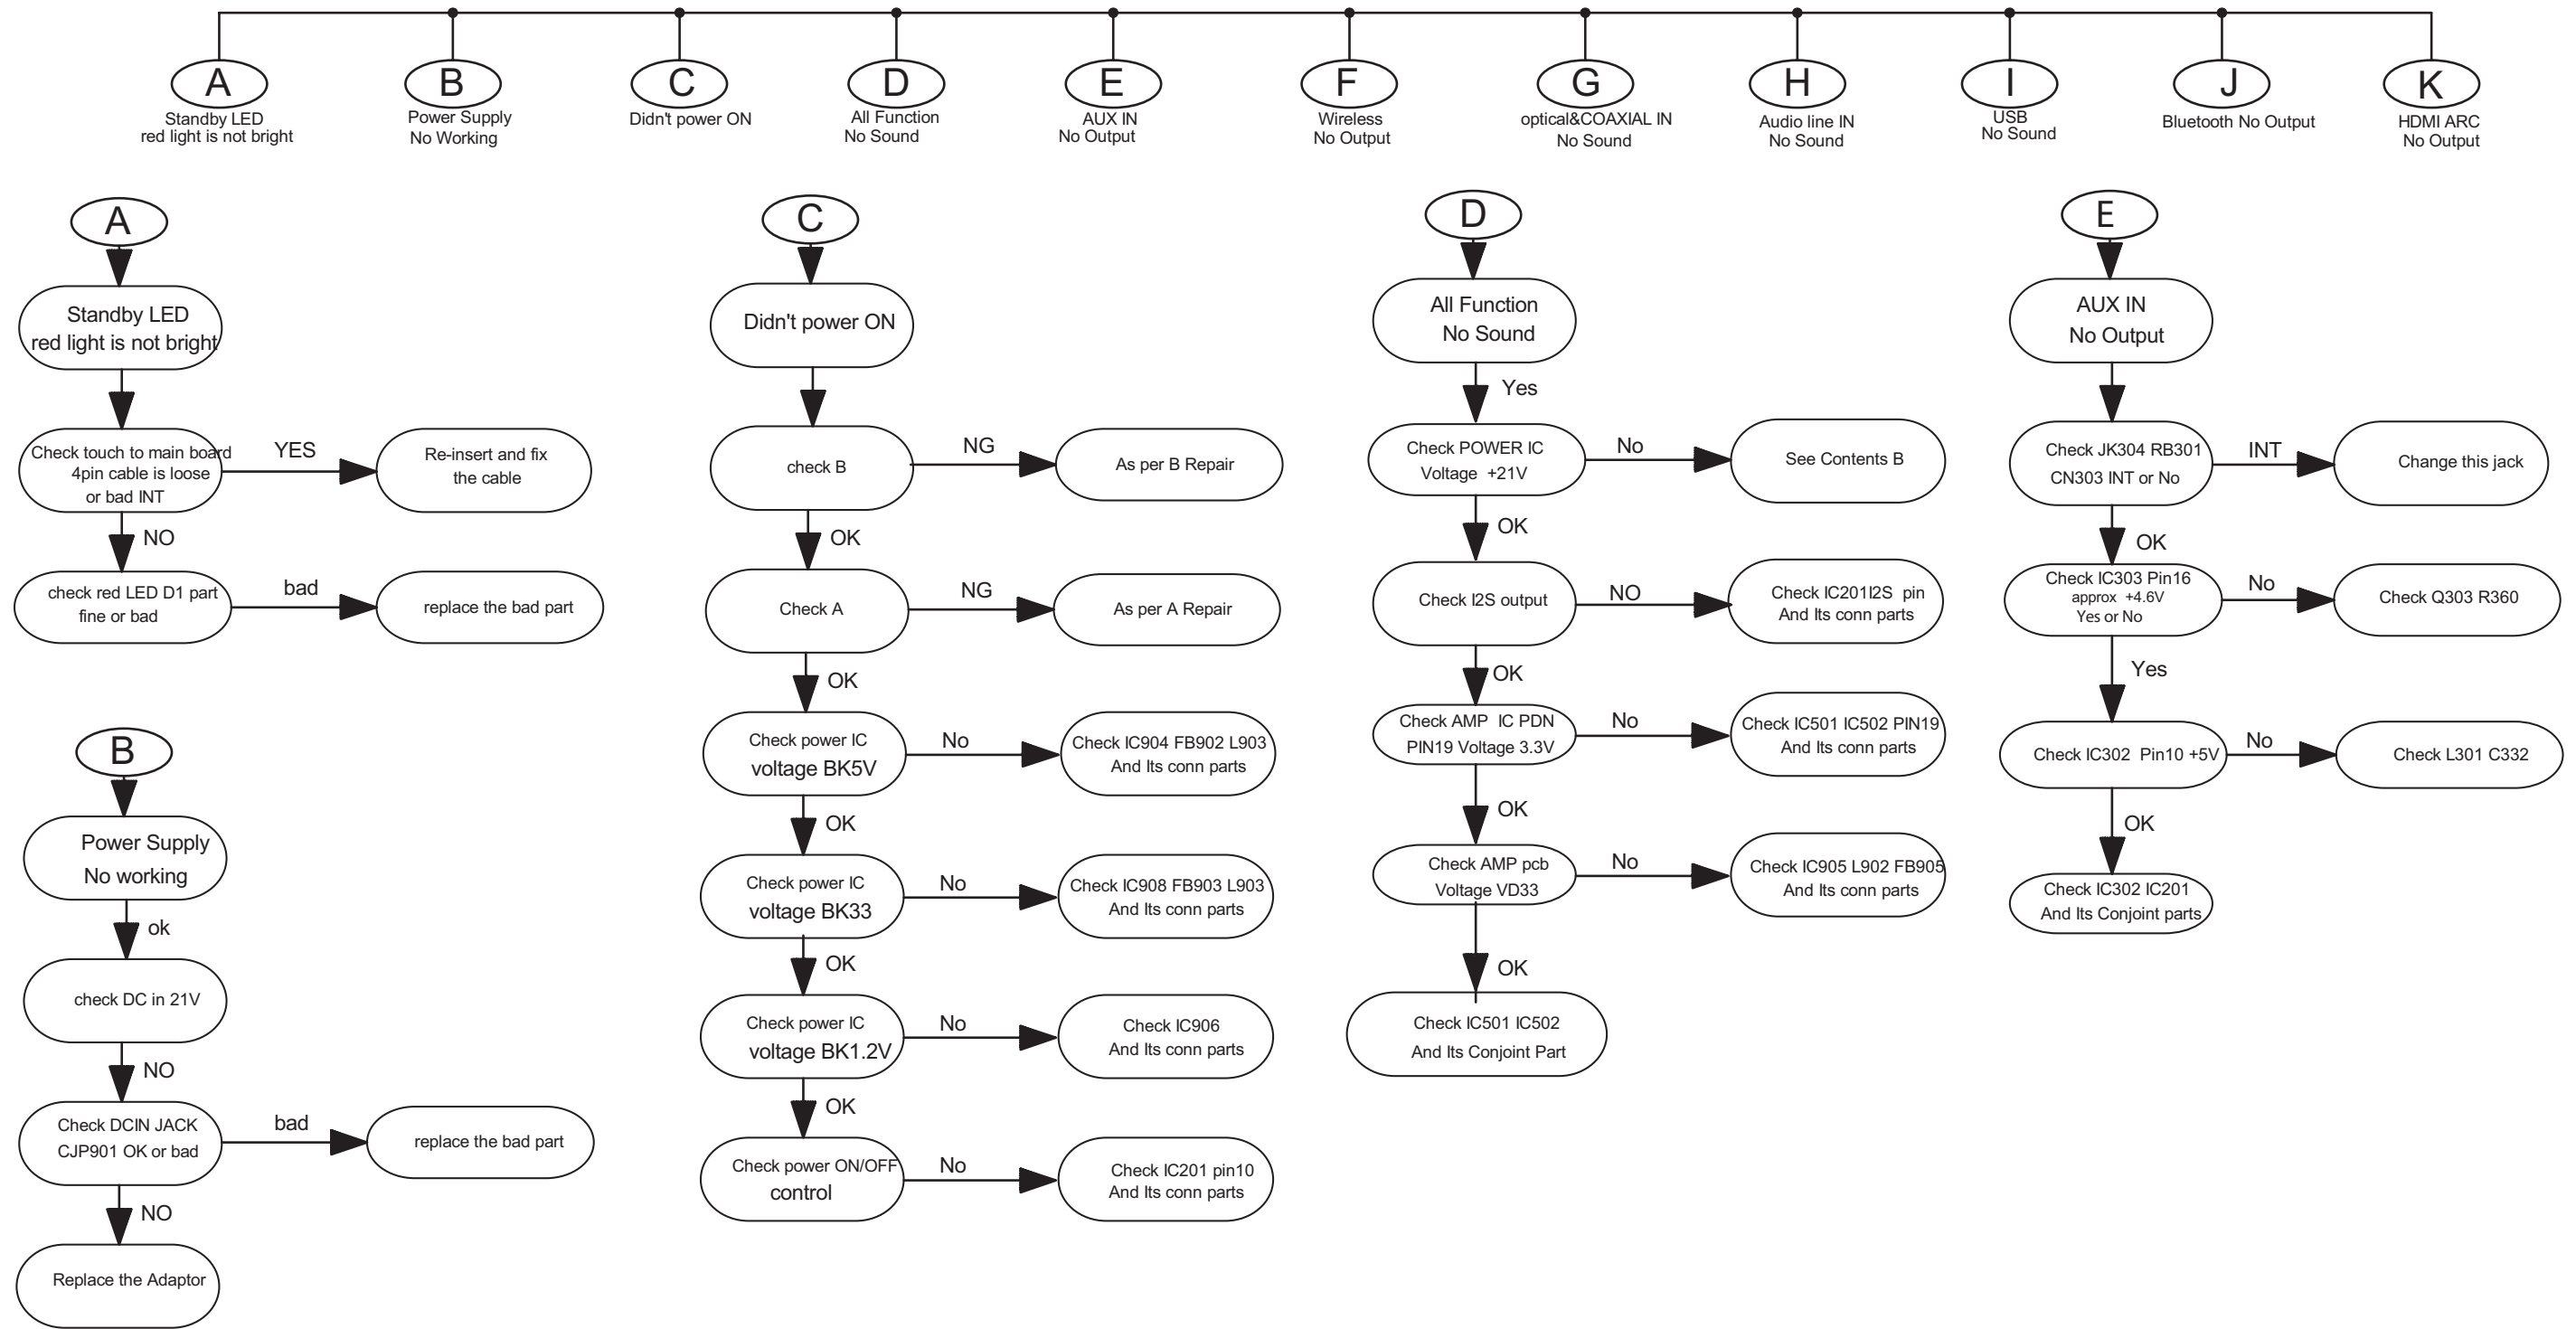 A
Standby LED
red light is not bright
B
Power Supply
No Working
C
Didn't power ON
D
All Function
No Sound
E
AUX IN
No Output
F
Wireless
No Output
G
optical&COAXIAL IN
No Sound
H
Audio line IN
No Sound
I
USB
No Sound
J
Bluetooth No Output
K
HDMI ARC
No Output
A
Standby LED
red light is not bright
Check touch to main board
4pin cable is loose
or bad INT
YES
Re-insert and fix
the cable
NO
check red LED D1 part
fine or bad
bad
replace the bad part
B
Power Supply
No working
ok
check DC in 21V
NO
Check DCIN JACK
CJP901 OK or bad
bad
replace the bad part
NO
Replace the Adaptor
C
Didn't power ON
check B
NG
As per B Repair
OK
Check A
NG
As per A Repair
OK
Check power IC
voltage BK5V
No
Check IC904 FB902 L903
And Its conn parts
OK
Check power IC
voltage BK33
No
Check IC908 FB903 L903
And Its conn parts
OK
Check power IC
voltage BK1.2V
No
Check IC906
And Its conn parts
OK
Check power ON/OFF
control
No
Check IC201 pin10
And Its conn parts
D
All Function
No Sound
Yes
Check POWER IC
Voltage +21V
No
See Contents B
OK
Check I2S output
NO
Check IC201I2S pin
And Its conn parts
OK
Check AMP IC PDN
PIN19 Voltage 3.3V
No
Check IC501 IC502 PIN19
And Its conn parts
OK
Check AMP pcb
Voltage VD33
No
Check IC905 L902 FB905
And Its conn parts
OK
Check IC501 IC502
And Its Conjoint Part
E
AUX IN
No Output
Check JK304 RB301
CN303 INT or No
INT
Change this jack
OK
Check IC303 Pin16
approx +4.6V
Yes or No
No
Check Q303 R360
Yes
Check IC302 Pin10 +5V
No
Check L301 C332
OK
Check IC302 IC201
And Its Conjoint parts